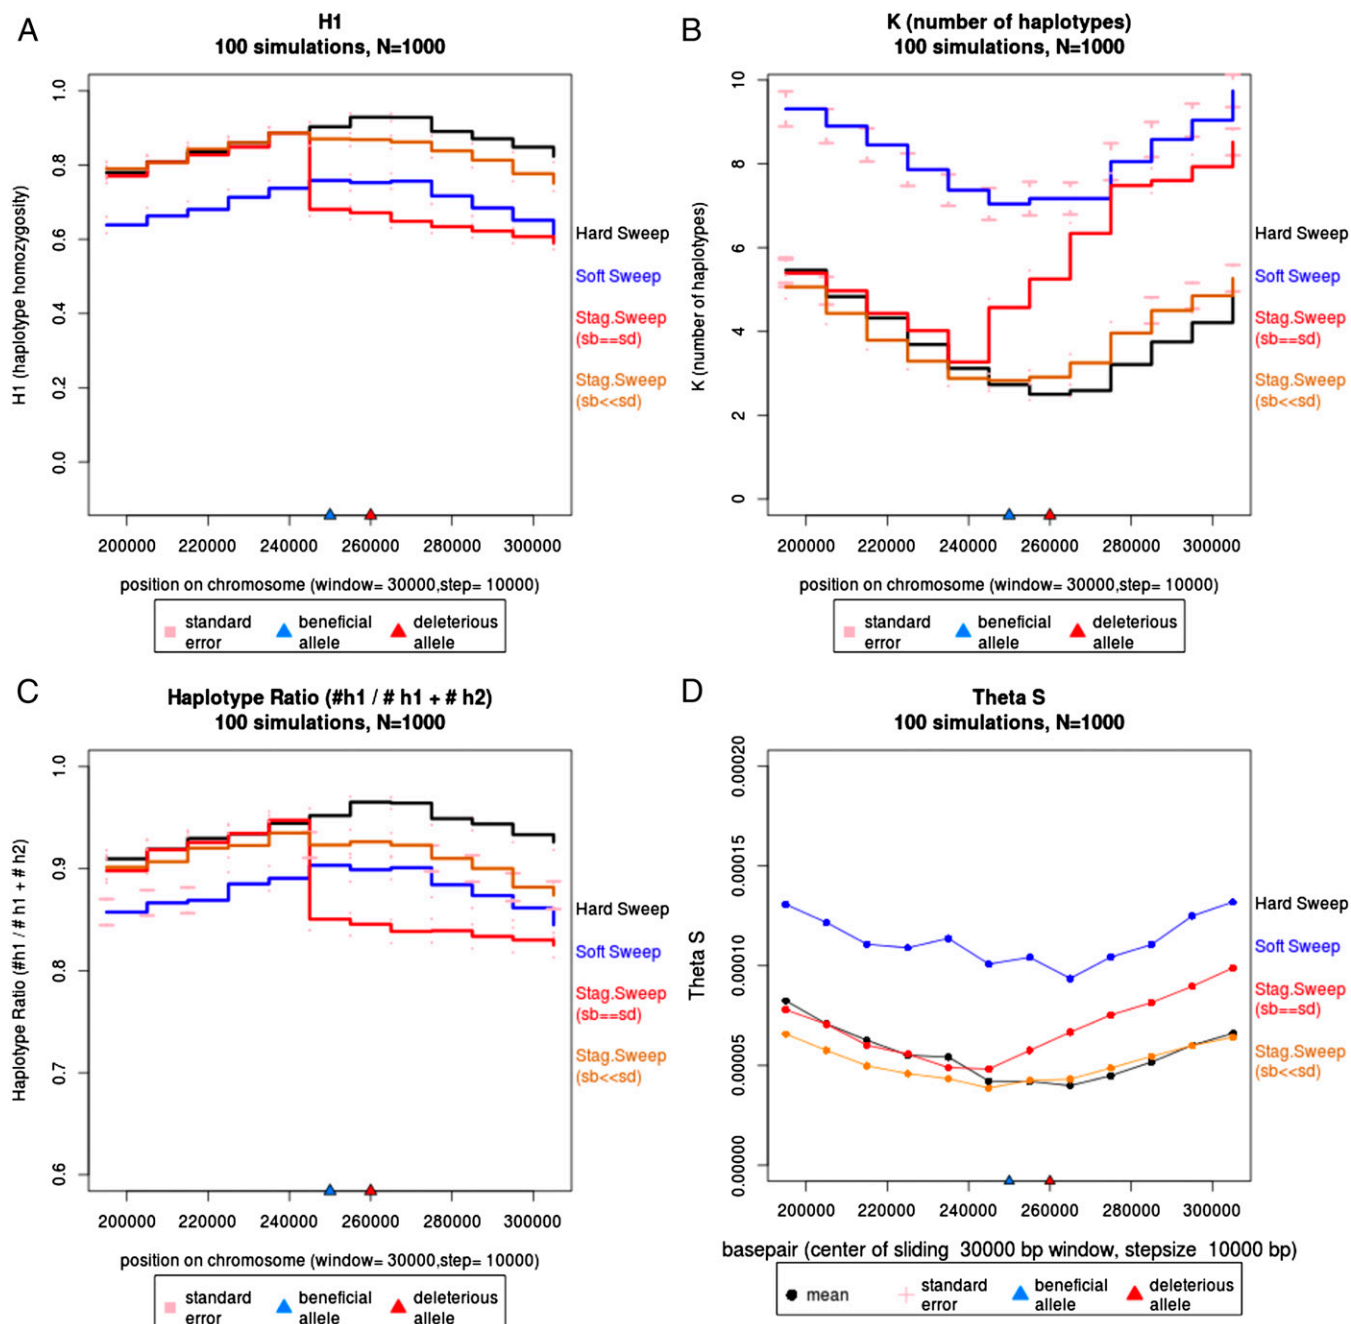 A
H1
100 simulations, N=1000
H1 (haplotype homozygosity)
1.0
0.8
0.6
0.4
0.2
0.0
200000 220000 240000 260000 280000 300000
position on chromosome (window= 30000,step= 10000)
standard error
beneficial allele
deleterious allele
Hard Sweep
Soft Sweep
Stag.Sweep
(sb==sd)
Stag.Sweep
(sb<<sd)
B
K (number of haplotypes)
100 simulations, N=1000
K (number of haplotypes)
10
8
6
4
2
0
200000 220000 240000 260000 280000 300000
position on chromosome (window= 30000,step= 10000)
standard error
beneficial allele
deleterious allele
Hard Sweep
Soft Sweep
Stag.Sweep
(sb==sd)
Stag.Sweep
(sb<<sd)
C
Haplotype Ratio (#h1 / # h1 + # h2)
100 simulations, N=1000
Haplotype Ratio (#h1 / # h1 + # h2)
1.0
0.9
0.8
0.7
0.6
200000 220000 240000 260000 280000 300000
position on chromosome (window= 30000,step= 10000)
standard error
beneficial allele
deleterious allele
Hard Sweep
Soft Sweep
Stag.Sweep
(sb==sd)
Stag.Sweep
(sb<<sd)
D
Theta S
100 simulations, N=1000
Theta S
0.00020
0.00015
0.00010
0.00005
0.00000
200000 220000 240000 260000 280000 300000
basepair (center of sliding 30000 bp window, stepsize 10000 bp)
mean
standard error
beneficial allele
deleterious allele
Hard Sweep
Soft Sweep
Stag.Sweep
(sb==sd)
Stag.Sweep
(sb<<sd)